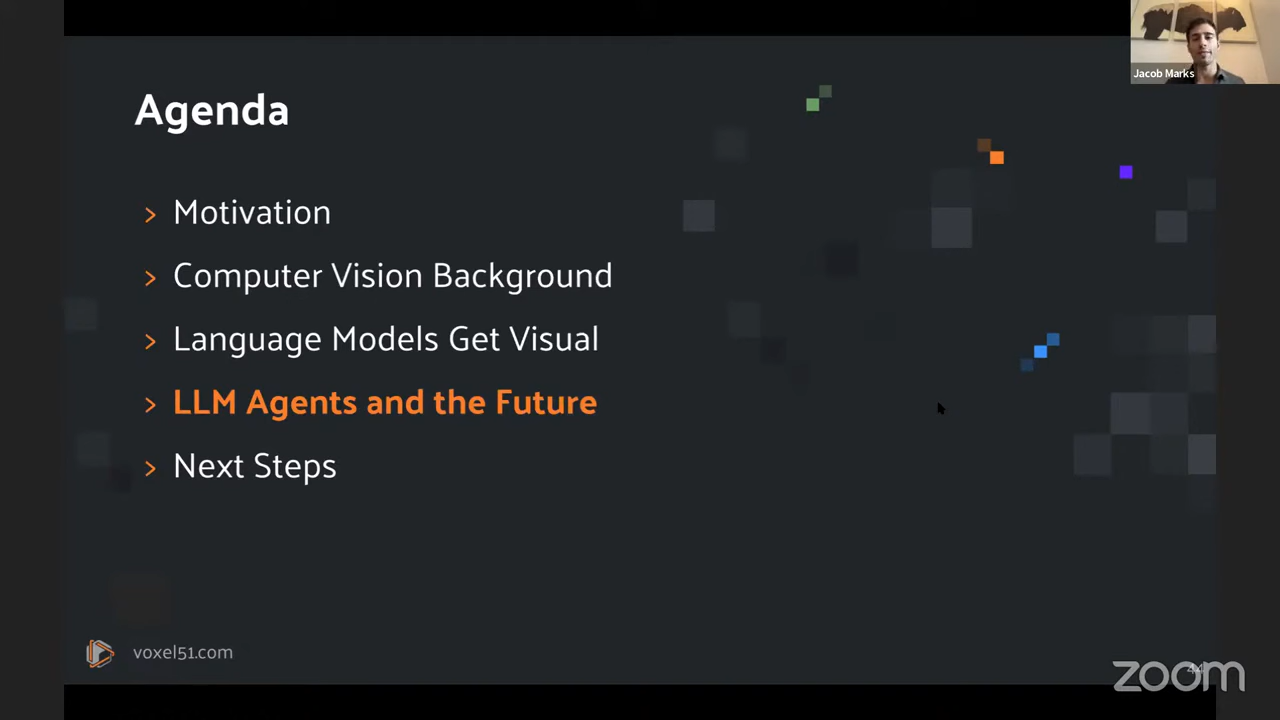 Jacob Marks
Agenda
> Motivation
> Computer Vision Background
> Language Models Get Visual
> LLM Agents and the Future
> Next Steps
voxel51.com
44
zoom